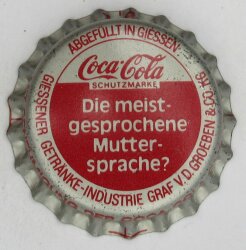 ABGEFÜLLT IN GIESSEN:
Coca-Cola
SCHUTZMARKE
Die meist-
gesprochene
Mutter-
sprache?
GIESSENER GETRÄNKE-INDUSTRIE GRAF V.D. GROEBEN & CO. KG